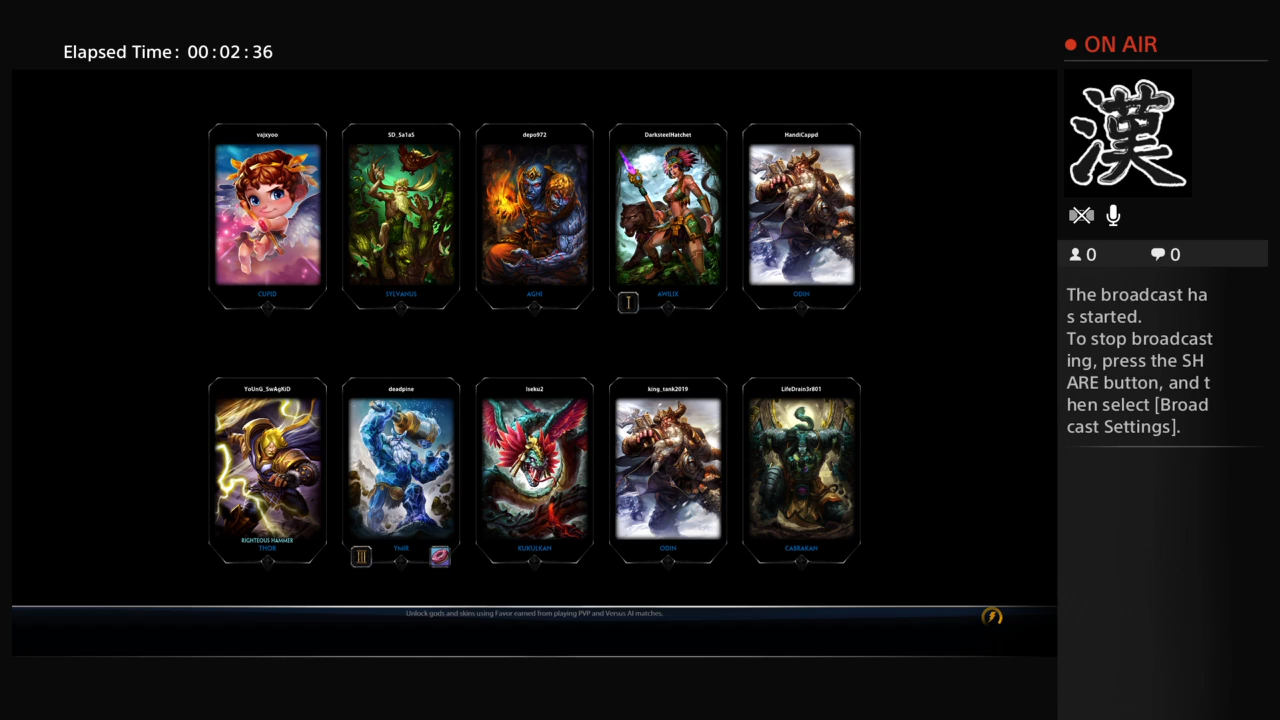 Elapsed Time: 00:02:36
ON AIR
漢
vajxyoo
SD_Sa1aS
depo972
DarksteelHatchet
HandiCappd
CUPID
SYLVANUS
AGNI
AWILIX
ODIN
I
0
0
The broadcast ha
s started.
To stop broadcast
ing, press the SH
ARE button, and t
hen select [Broad
cast Settings].
YoUnG_SwAgKiD
deadpine
Iseku2
king_tank2019
LifeDrain3r801
RIGHTEOUS HAMMER
THOR
YMIR
KUKULKAN
ODIN
CABRAKAN
III
Unlock gods and skins using Favor earned from playing PVP and Versus AI matches.